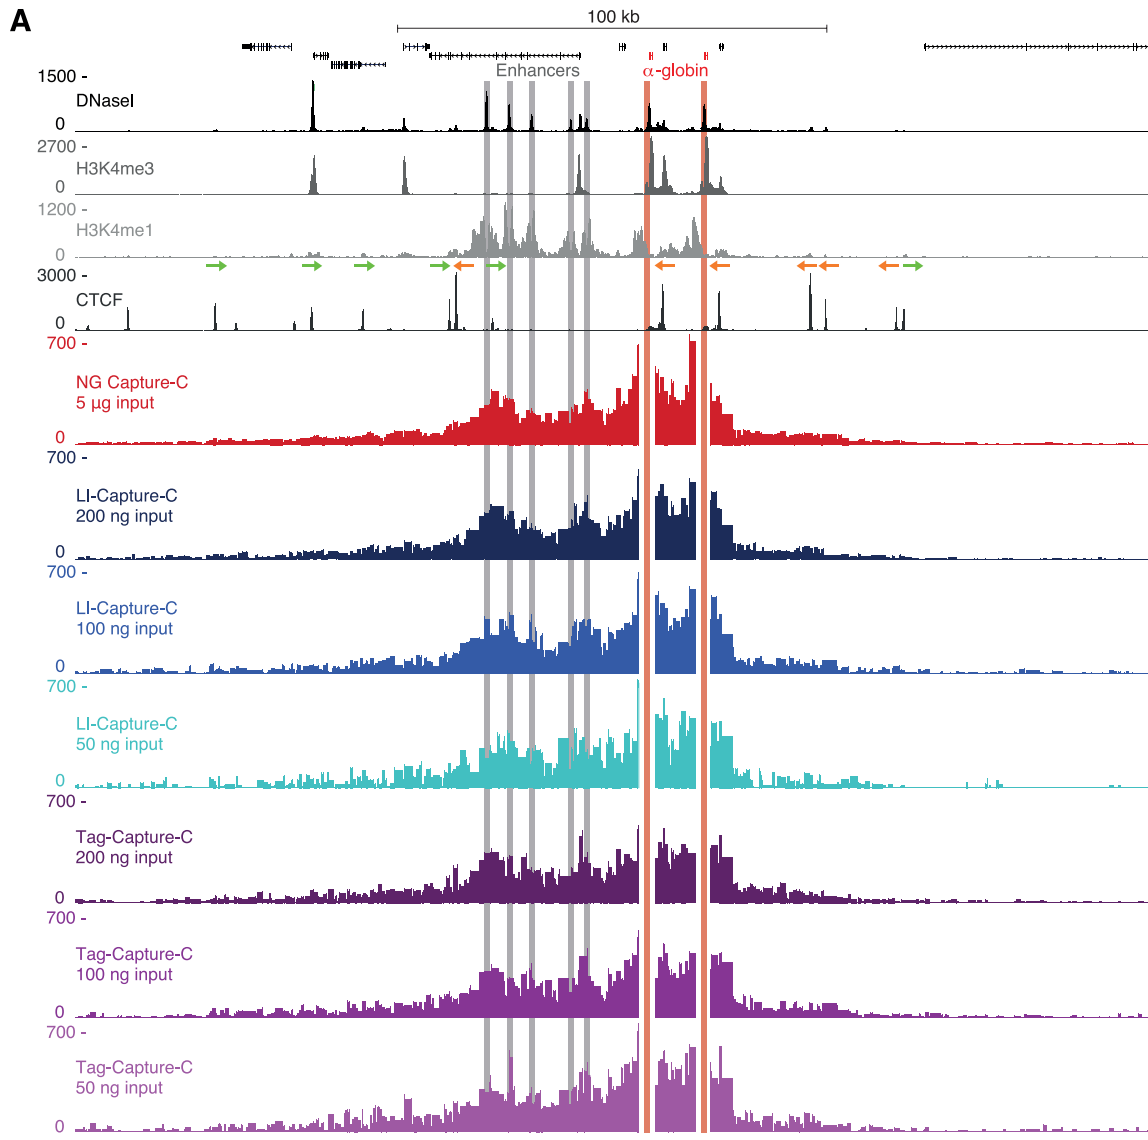 A
100 kb
Enhancers
α-globin
1500 -
DNaseI
0
2700 -
H3K4me3
0
1200 -
H3K4me1
0
3000 -
CTCF
0
700 -
NG Capture-C
5 µg input
0
700 -
LI-Capture-C
200 ng input
0
700 -
LI-Capture-C
100 ng input
0
700 -
LI-Capture-C
50 ng input
0
700 -
Tag-Capture-C
200 ng input
0
700 -
Tag-Capture-C
100 ng input
0
700 -
Tag-Capture-C
50 ng input
0